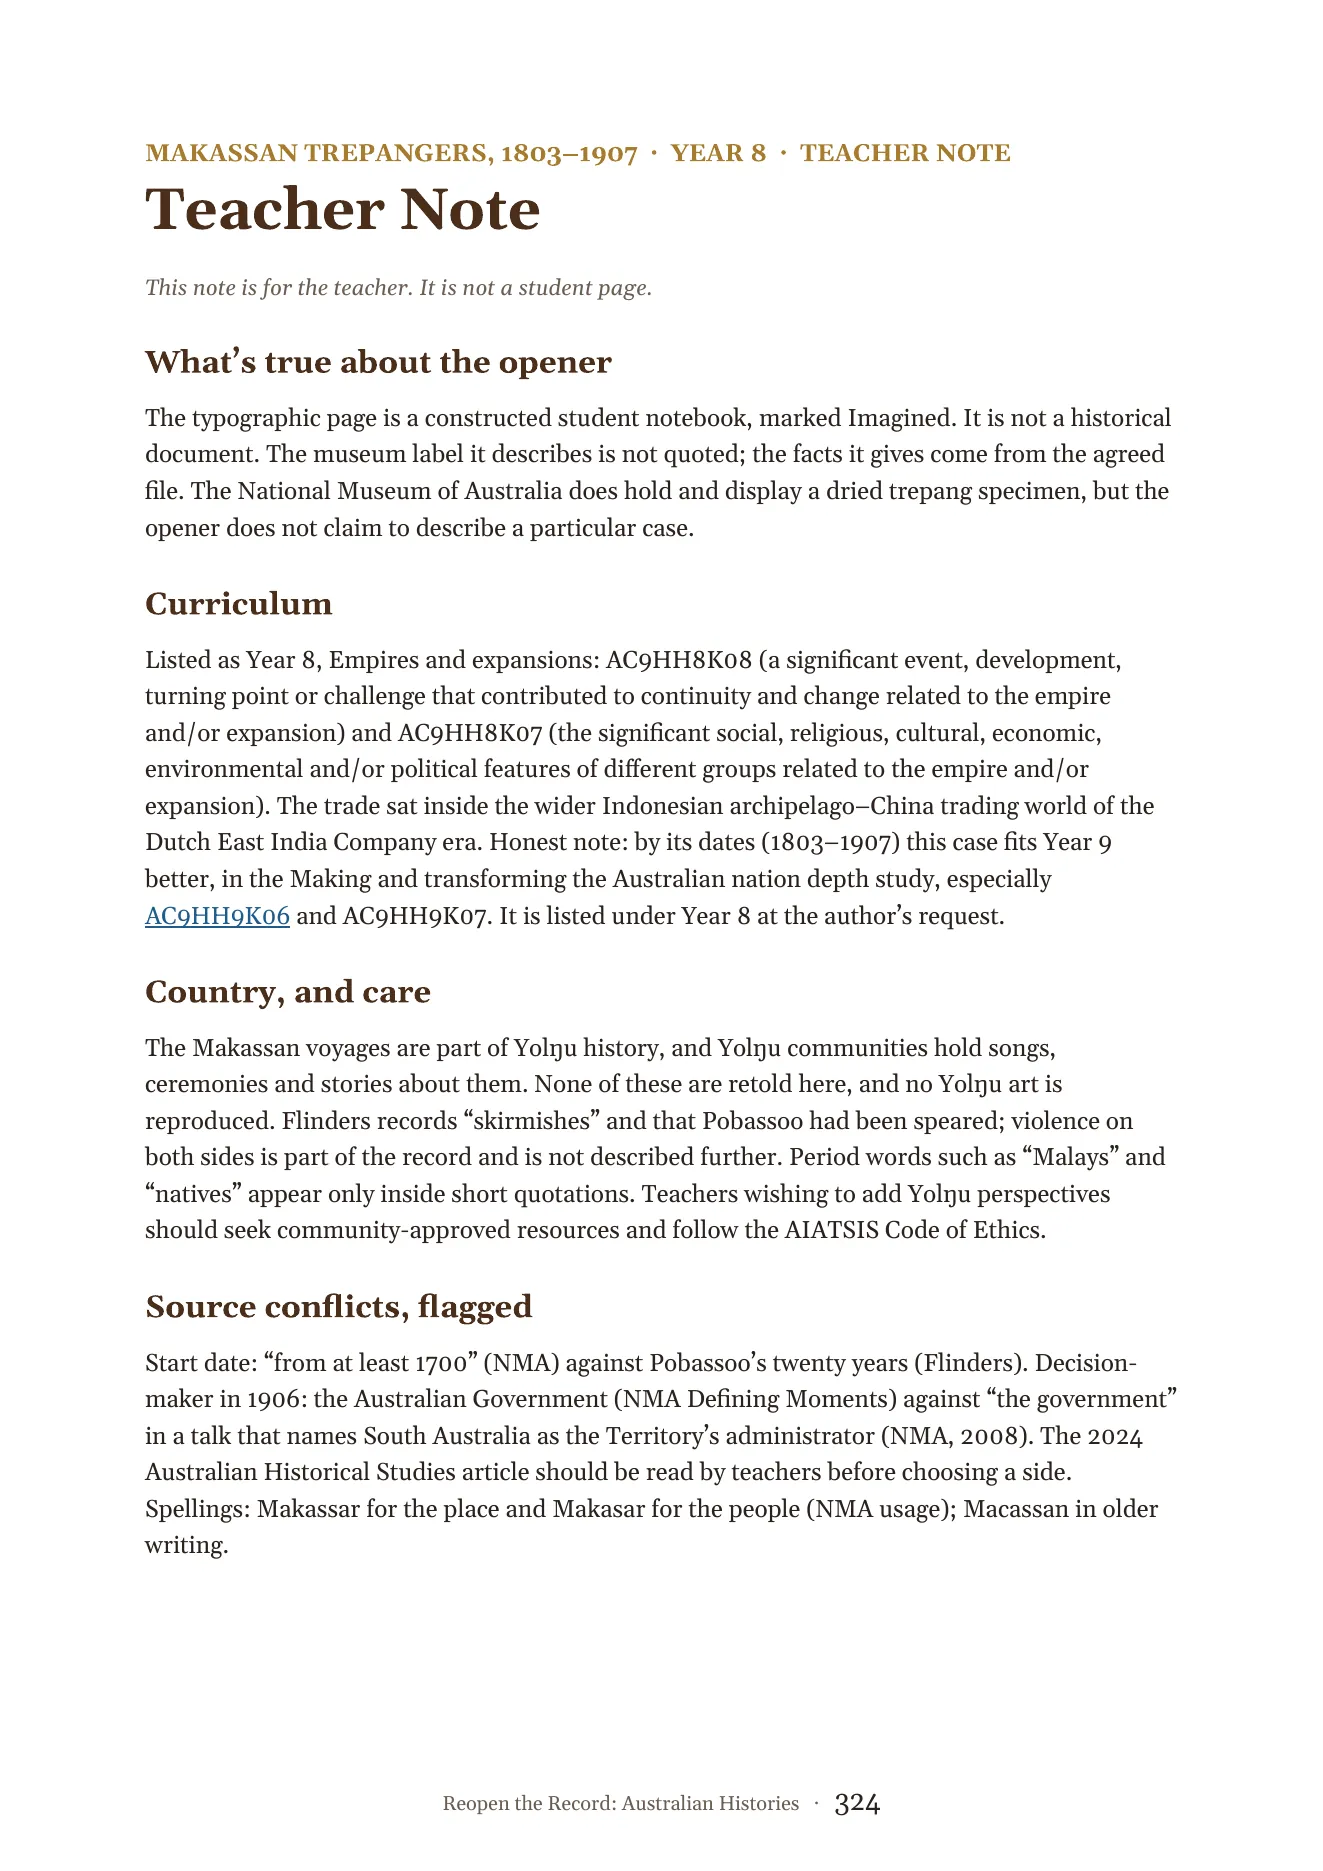 MAKASSAN TREPANGERS, 1803–1907 · YEAR 8 · TEACHER NOTE
Teacher Note
This note is for the teacher. It is not a student page.
What’s true about the opener
The typographic page is a constructed student notebook, marked Imagined. It is not a historical
document. The museum label it describes is not quoted; the facts it gives come from the agreed
file. The National Museum of Australia does hold and display a dried trepang specimen, but the
opener does not claim to describe a particular case.
Curriculum
Listed as Year 8, Empires and expansions: AC9HH8K08 (a significant event, development,
turning point or challenge that contributed to continuity and change related to the empire
and/or expansion) and AC9HH8K07 (the significant social, religious, cultural, economic,
environmental and/or political features of different groups related to the empire and/or
expansion). The trade sat inside the wider Indonesian archipelago–China trading world of the
Dutch East India Company era. Honest note: by its dates (1803–1907) this case fits Year 9
better, in the Making and transforming the Australian nation depth study, especially
AC9HH9K06 and AC9HH9K07. It is listed under Year 8 at the author’s request.
Country, and care
The Makassan voyages are part of Yolŋu history, and Yolŋu communities hold songs,
ceremonies and stories about them. None of these are retold here, and no Yolŋu art is
reproduced. Flinders records “skirmishes” and that Pobassoo had been speared; violence on
both sides is part of the record and is not described further. Period words such as “Malays” and
“natives” appear only inside short quotations. Teachers wishing to add Yolŋu perspectives
should seek community-approved resources and follow the AIATSIS Code of Ethics.
Source conflicts, flagged
Start date: “from at least 1700” (NMA) against Pobassoo’s twenty years (Flinders). Decision-
maker in 1906: the Australian Government (NMA Defining Moments) against “the government”
in a talk that names South Australia as the Territory’s administrator (NMA, 2008). The 2024
Australian Historical Studies article should be read by teachers before choosing a side.
Spellings: Makassar for the place and Makasar for the people (NMA usage); Macassan in older
writing.
Reopen the Record: Australian Histories · 324